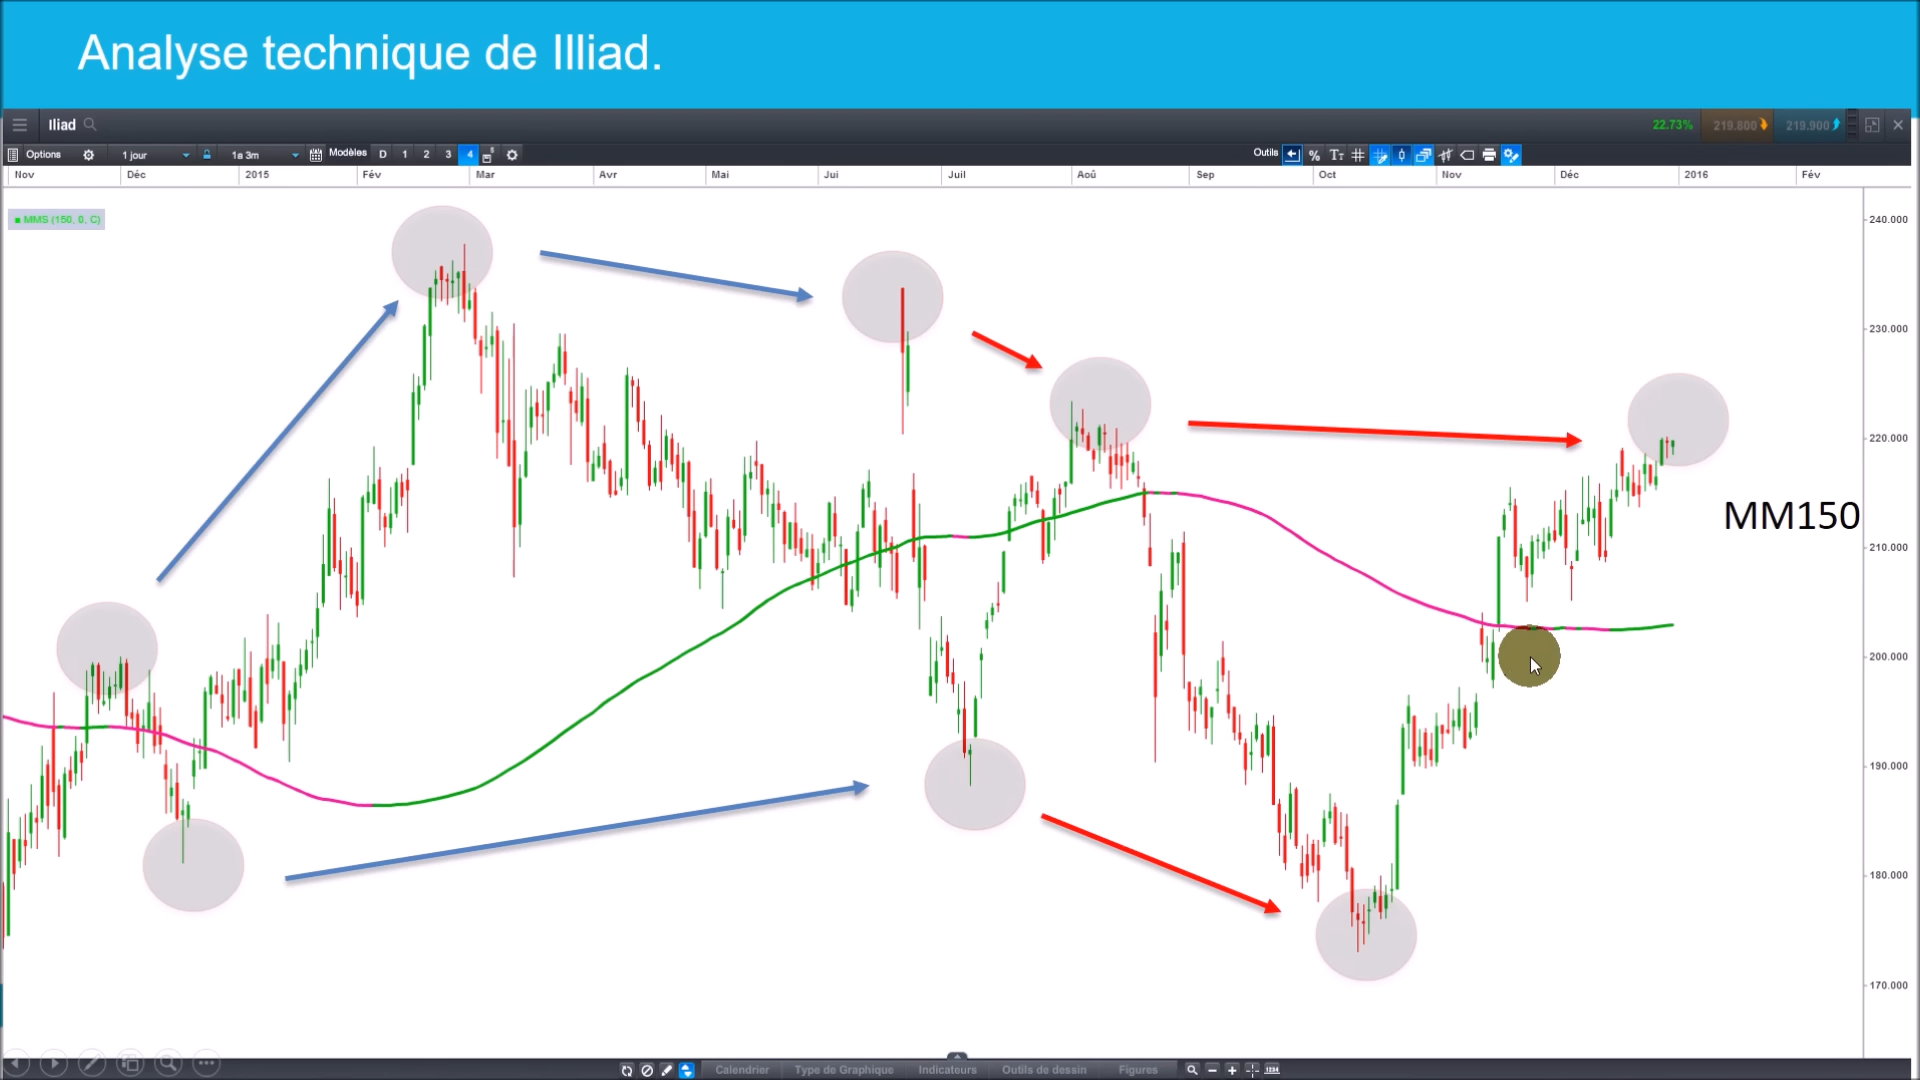 Analyse technique de Illiad.
Iliad 22.73% 219.800 219.900
Options 1 jour 1a 3m Modèles D 1 2 3 4 Outils % TT
Nov Déc 2015 Fév Mar Avr Mai Jui Juil Aoû Sep Oct Nov Déc 2016 Fév
MMS (150, 0, C)
240.000
230.000
220.000
MM150
210.000
200.000
190.000
180.000
170.000
Calendrier Type de Graphique Indicateurs Outils de dessin Figures